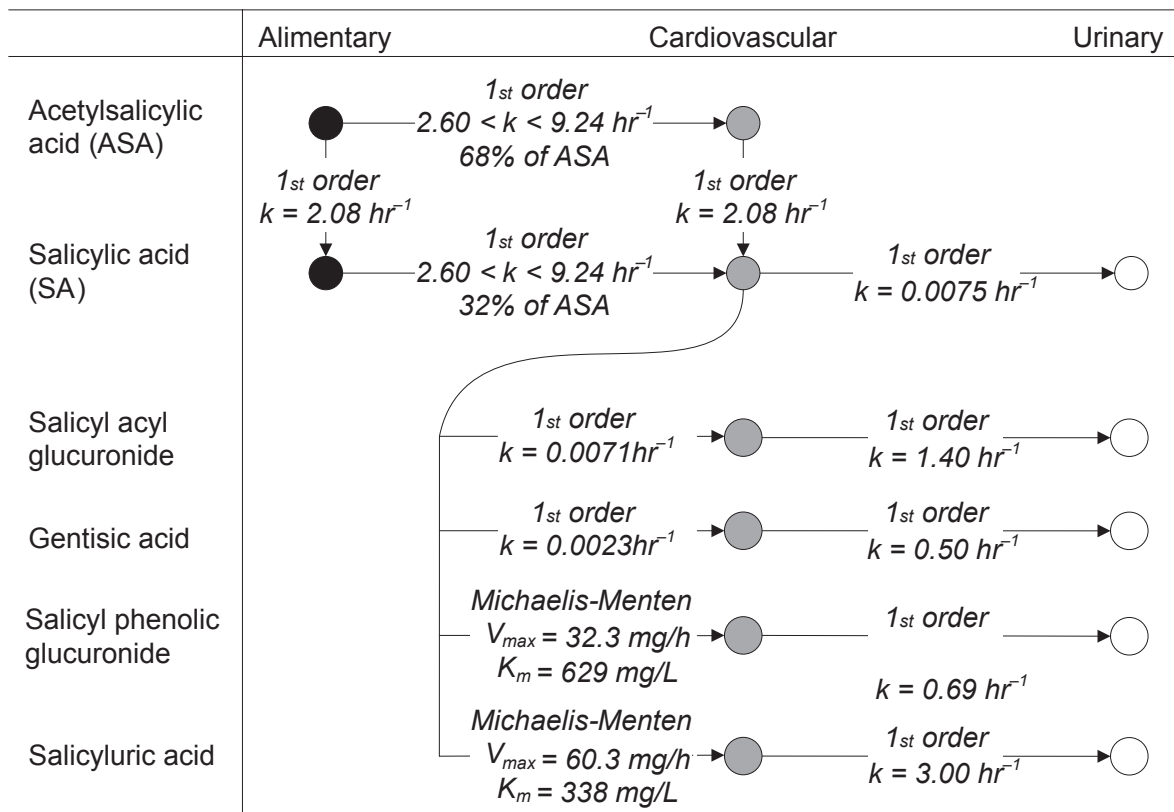 Alimentary Cardiovascular Urinary
Acetylsalicylic
acid (ASA)
1st order
2.60 < k < 9.24 hr–1
68% of ASA
1st order
k = 2.08 hr–1
1st order
k = 2.08 hr–1
Salicylic acid
(SA)
1st order
2.60 < k < 9.24 hr–1
32% of ASA
1st order
k = 0.0075 hr–1
Salicyl acyl
glucuronide
1st order
k = 0.0071hr–1
1st order
k = 1.40 hr–1
Gentisic acid
1st order
k = 0.0023hr–1
1st order
k = 0.50 hr–1
Salicyl phenolic
glucuronide
Michaelis-Menten
Vmax = 32.3 mg/h
Km = 629 mg/L
1st order
k = 0.69 hr–1
Salicyluric acid
Michaelis-Menten
Vmax = 60.3 mg/h
Km = 338 mg/L
1st order
k = 3.00 hr–1